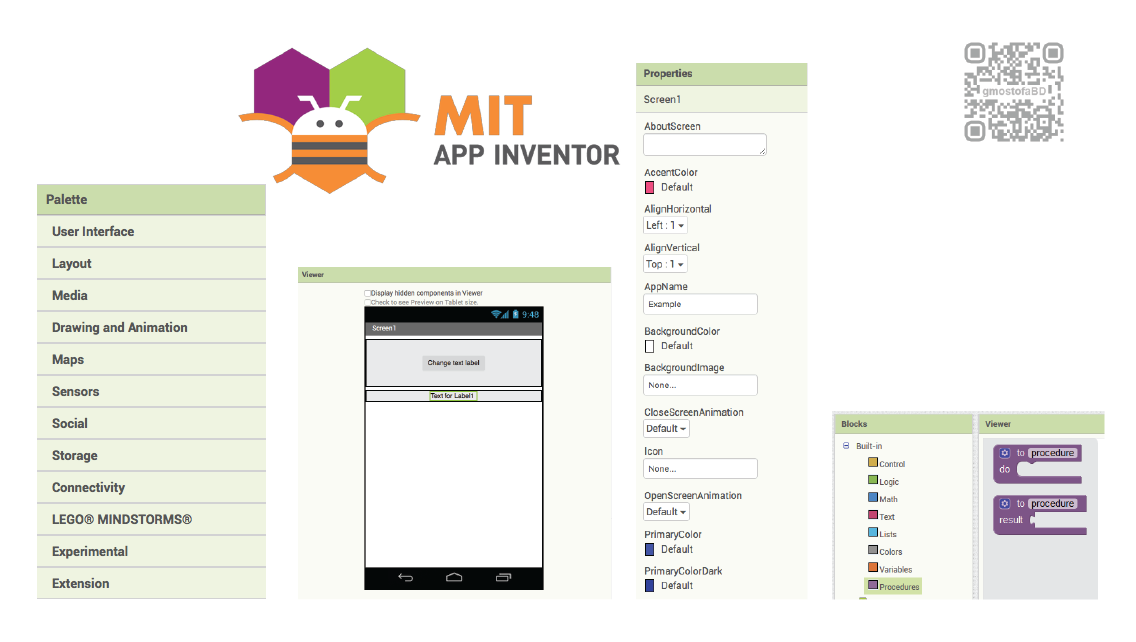 MIT
APP INVENTOR
gmostofaBD
Palette
User Interface
Layout
Media
Drawing and Animation
Maps
Sensors
Social
Storage
Connectivity
LEGO® MINDSTORMS®
Experimental
Extension
Viewer
Display hidden components in Viewer
Check to see Preview on Tablet size.
9:48
Screen1
Change text label
Text for Label1
Properties
Screen1
AboutScreen
AccentColor
Default
AlignHorizontal
Left : 1
AlignVertical
Top : 1
AppName
Example
BackgroundColor
Default
BackgroundImage
None...
CloseScreenAnimation
Default
Icon
None...
OpenScreenAnimation
Default
PrimaryColor
Default
PrimaryColorDark
Default
Blocks
Built-in
Control
Logic
Math
Text
Lists
Colors
Variables
Procedures
Viewer
to procedure
do
to procedure
result